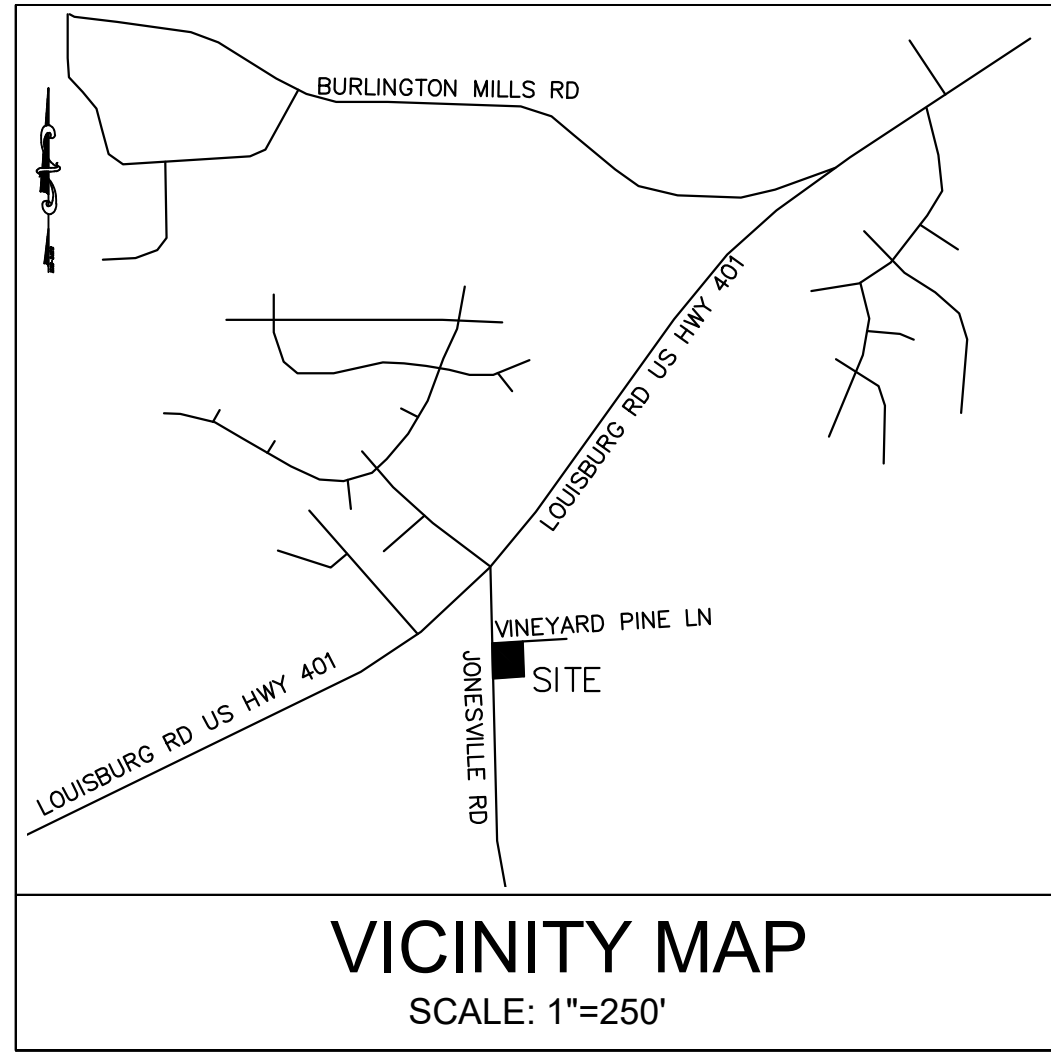 BURLINGTON MILLS RD
LOUISBURG RD US HWY 401
VINEYARD PINE LN
SITE
JONESVILLE RD
LOUISBURG RD US HWY 401
VICINITY MAP
SCALE: 1"=250'